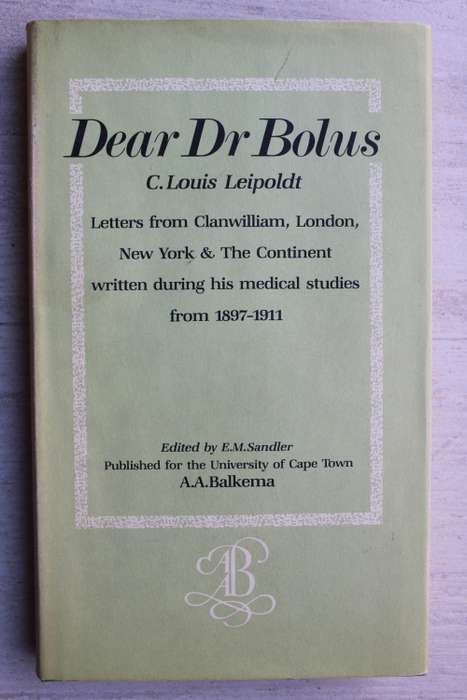 Dear Dr Bolus
C. Louis Leipoldt
Letters from Clanwilliam, London,
New York & The Continent
written during his medical studies
from 1897-1911
Edited by E.M.Sandler
Published for the University of Cape Town
A.A.Balkema
AAB